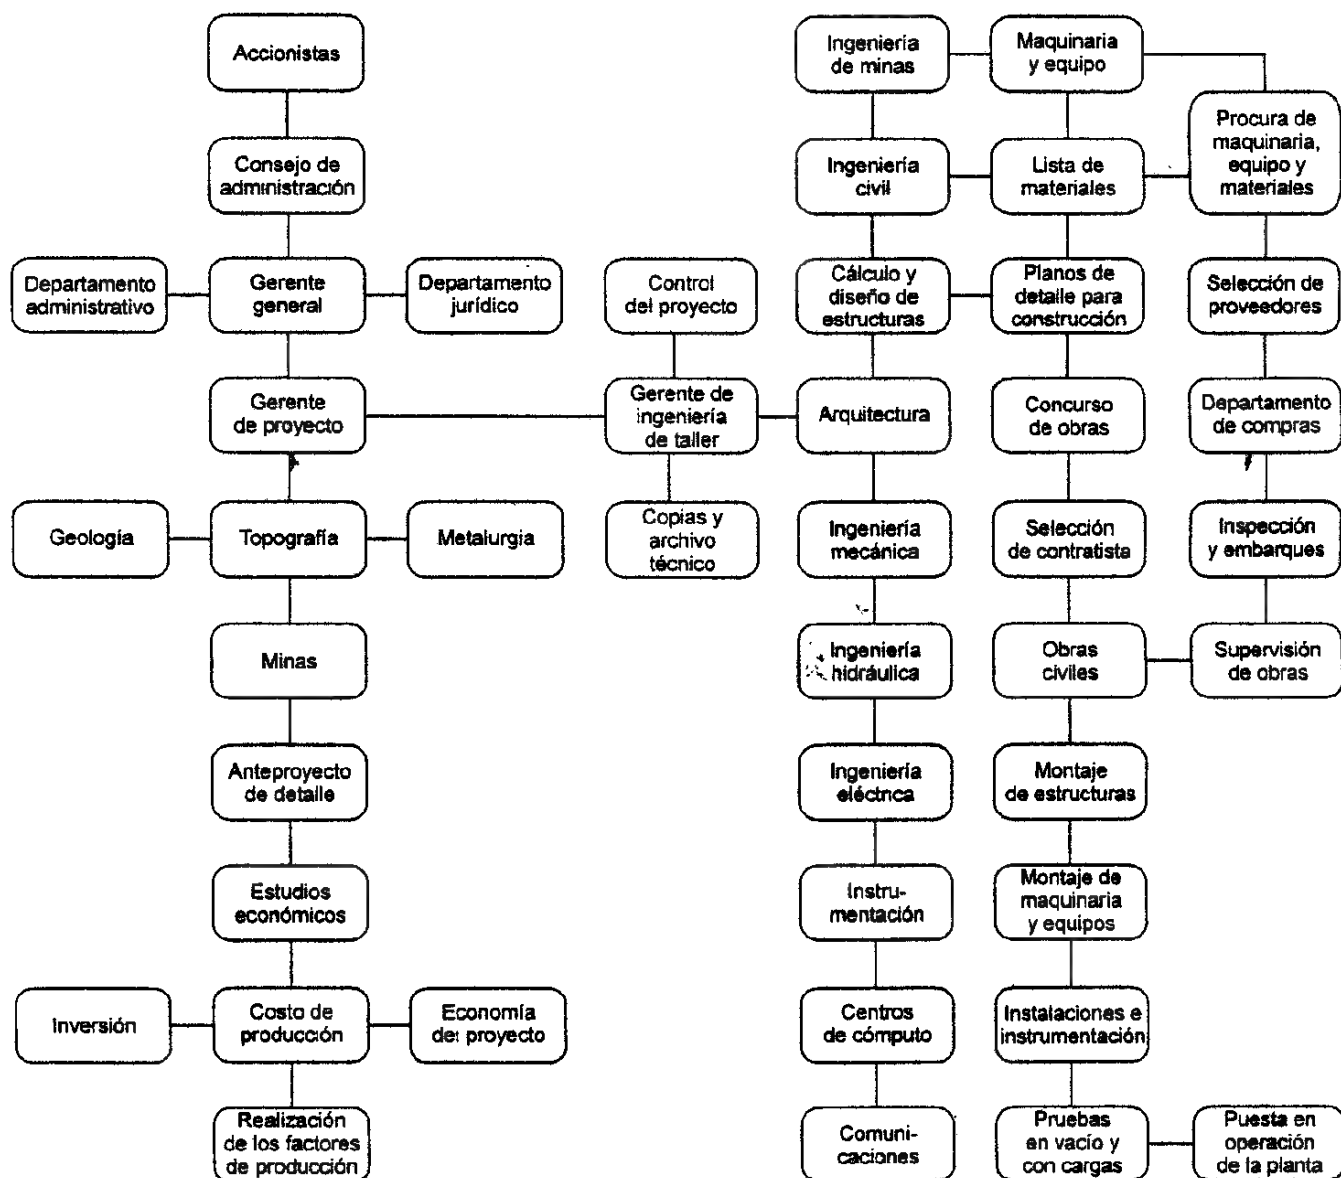 Accionistas
Consejo de
administración
Departamento
administrativo
Gerente
general
Departamento
jurídico
Gerente
de proyecto
Geología
Topografía
Metalurgia
Minas
Anteproyecto
de detalle
Estudios
económicos
Inversión
Costo de
producción
Economía
del proyecto
Realización
de los factores
de producción
Control
del proyecto
Gerente de
ingeniería
de taller
Copias y
archivo
técnico
Ingeniería
de minas
Ingeniería
civil
Cálculo y
diseño de
estructuras
Arquitectura
Ingeniería
mecánica
Ingeniería
hidráulica
Ingeniería
eléctrica
Instru-
mentación
Centros
de cómputo
Comuni-
caciones
Maquinaria
y equipo
Lista de
materiales
Planos de
detalle para
construcción
Concurso
de obras
Selección
de contratista
Obras
civiles
Montaje
de estructuras
Montaje de
maquinaria
y equipos
Instalaciones e
instrumentación
Pruebas
en vacío y
con cargas
Procura de
maquinaria,
equipo y
materiales
Selección de
proveedores
Departamento
de compras
Inspección
y embarques
Supervisión
de obras
Puesta en
operación
de la planta